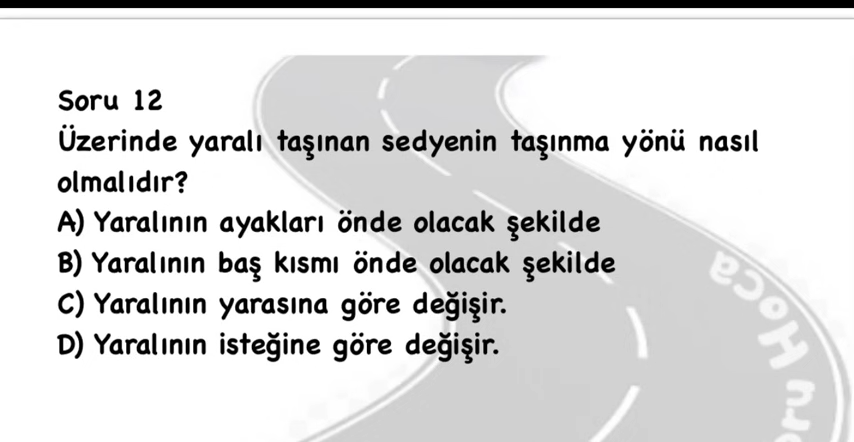 Soru 12
Üzerinde yaralı taşınan sedyenin taşınma yönü nasıl
olmalıdır?
A) Yaralının ayakları önde olacak şekilde
B) Yaralının baş kısmı önde olacak şekilde
C) Yaralının yarasına göre değişir.
D) Yaralının isteğine göre değişir.
Hoca